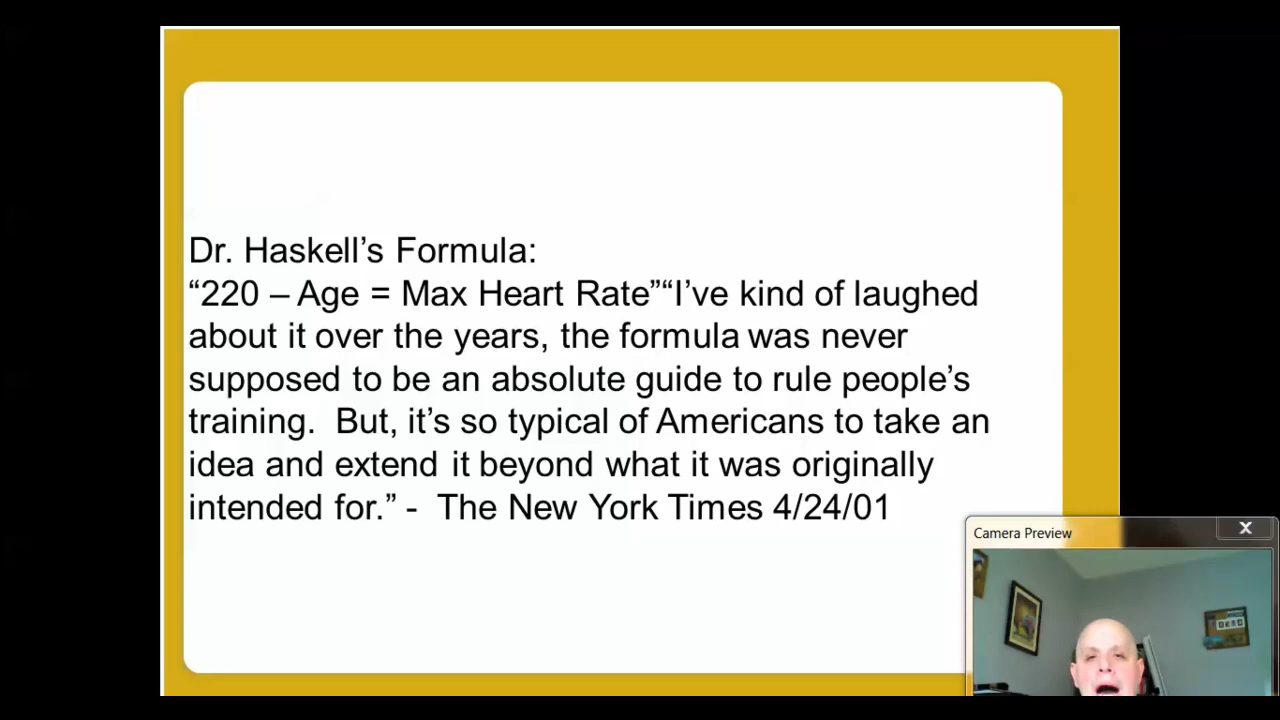 Dr. Haskell’s Formula:
“220 – Age = Max Heart Rate”“I’ve kind of laughed
about it over the years, the formula was never
supposed to be an absolute guide to rule people’s
training.  But, it’s so typical of Americans to take an
idea and extend it beyond what it was originally
intended for.” -  The New York Times 4/24/01
Camera Preview